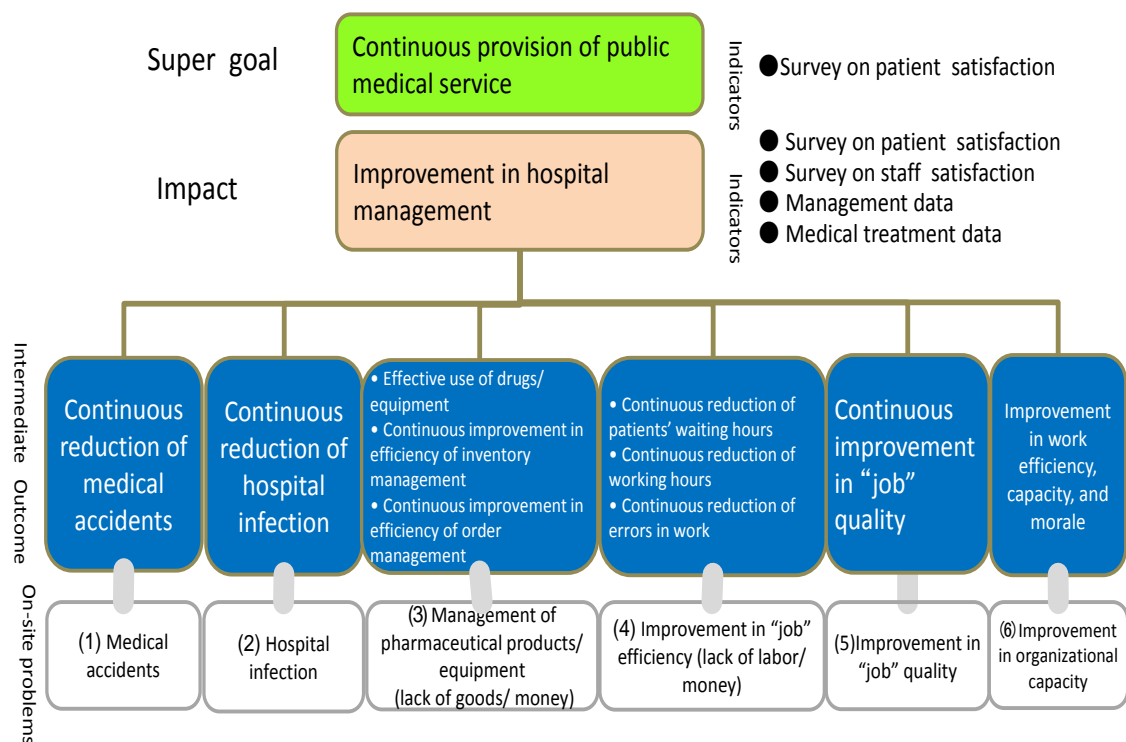 Super goal
Continuous provision of public
medical service
Indicators
●Survey on patient satisfaction
Impact
Improvement in hospital
management
Indicators
● Survey on patient satisfaction
● Survey on staff satisfaction
● Management data
● Medical treatment data
Intermediate Outcome
Continuous
reduction of
medical
accidents
Continuous
reduction of
hospital
infection
• Effective use of drugs/
equipment
• Continuous improvement in
efficiency of inventory
management
• Continuous improvement in
efficiency of order
management
• Continuous reduction of
patients’ waiting hours
• Continuous reduction of
working hours
• Continuous reduction of
errors in work
Continuous
improvement
in “job”
quality
Improvement
in work
efficiency,
capacity, and
morale
On-site problems
(1) Medical
accidents
(2) Hospital
infection
(3) Management of
pharmaceutical products/
equipment
(lack of goods/ money)
(4) Improvement in “job”
efficiency (lack of labor/
money)
(5)Improvement in
“job” quality
(6) Improvement
in organizational
capacity